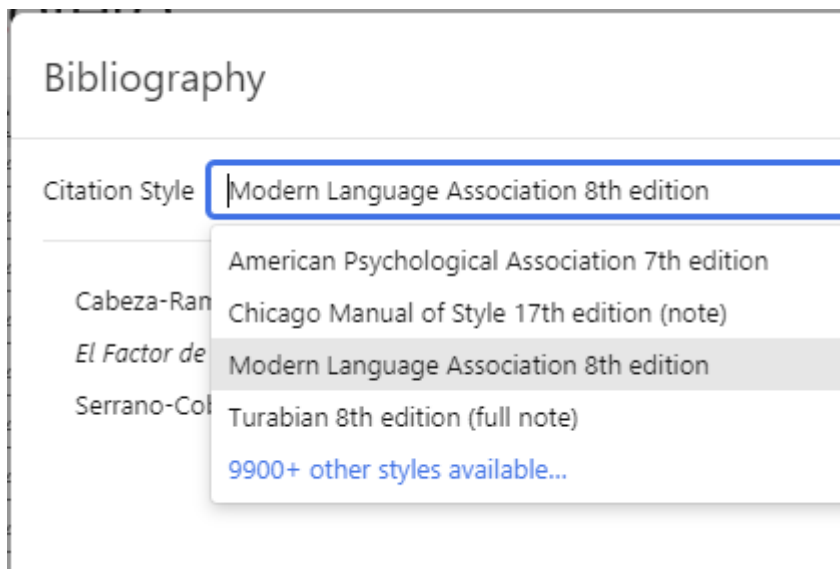 Bibliography
Citation Style Modern Language Association 8th edition
American Psychological Association 7th edition
Cabeza-Ram
Chicago Manual of Style 17th edition (note)
El Factor de
Modern Language Association 8th edition
Serrano-Col
Turabian 8th edition (full note)
9900+ other styles available...